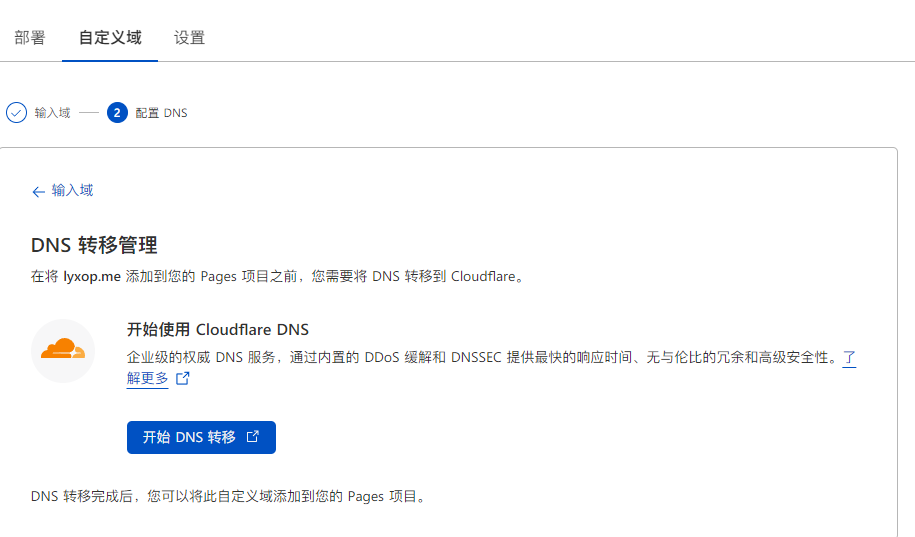 部署 自定义域 设置
输入域 2 配置 DNS
← 输入域
DNS 转移管理
在将 lyxop.me 添加到您的 Pages 项目之前，您需要将 DNS 转移到 Cloudflare。
开始使用 Cloudflare DNS
企业级的权威 DNS 服务，通过内置的 DDoS 缓解和 DNSSEC 提供最快的响应时间、无与伦比的冗余和高级安全性。了
解更多
开始 DNS 转移
DNS 转移完成后，您可以将此自定义域添加到您的 Pages 项目。